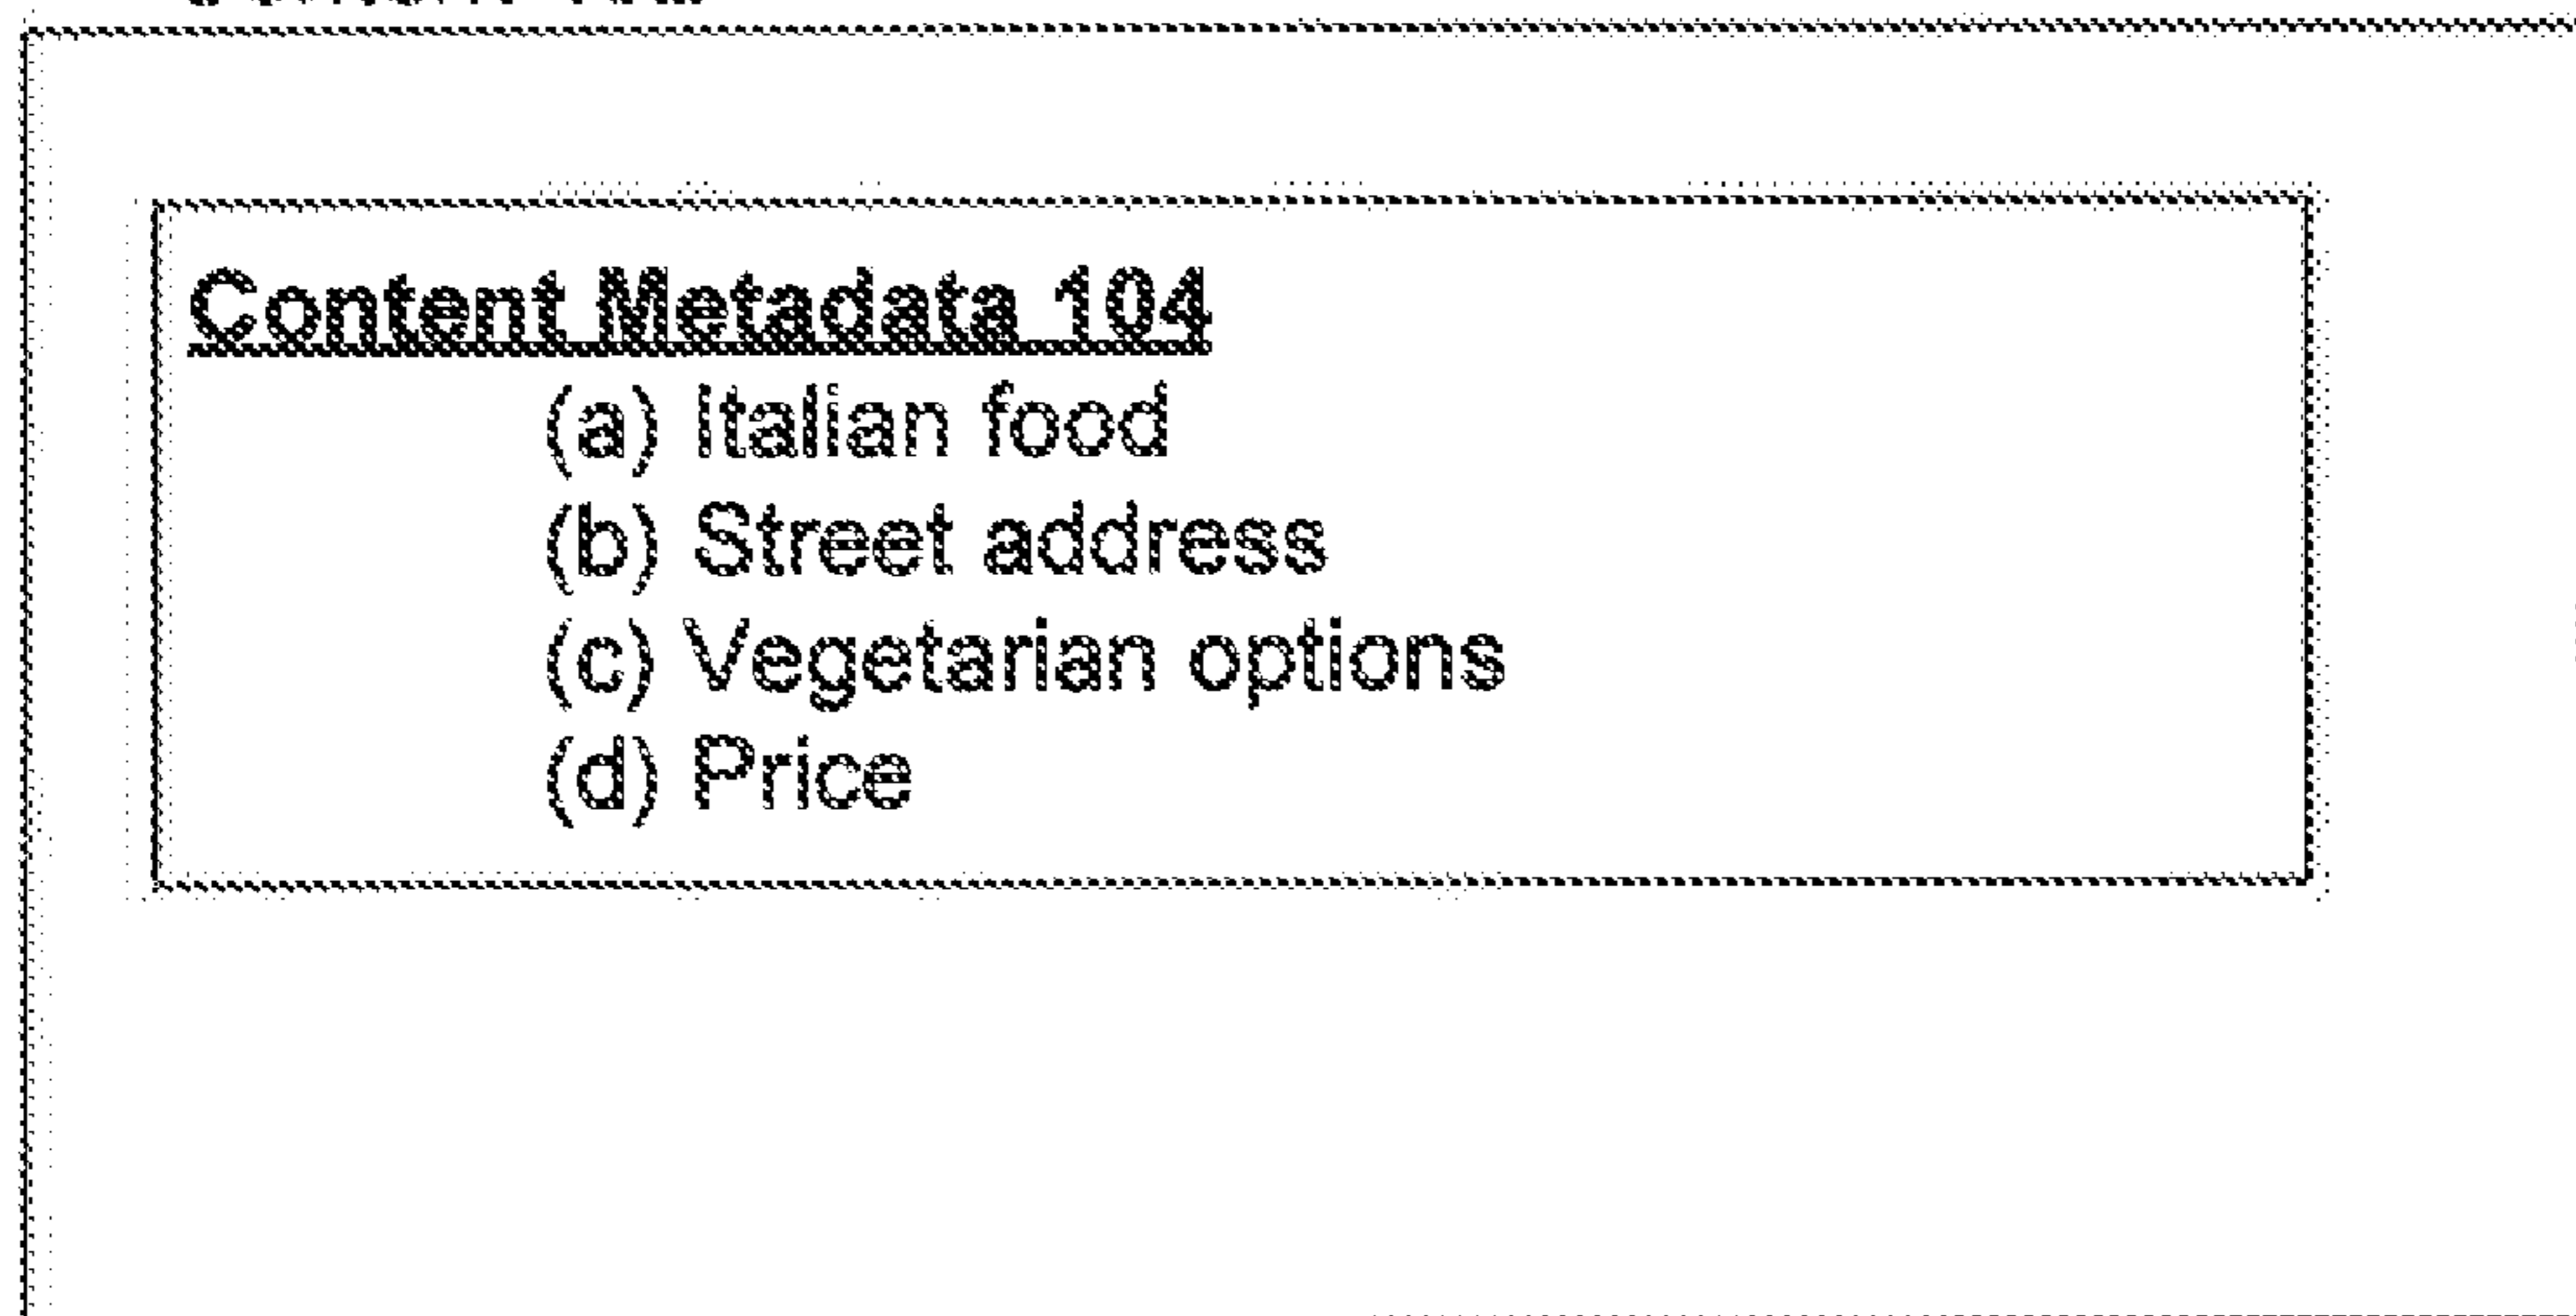 Content Metadata 104
(a) Italian food
(b) Street address
(c) Vegetarian options
(d) Price